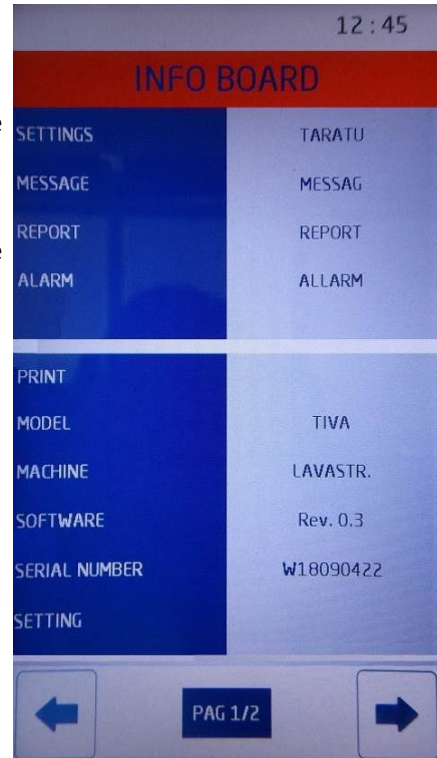 12:45
INFO BOARD
SETTINGS TARATU
MESSAGE MESSAG
REPORT REPORT
ALARM ALLARM
PRINT
MODEL TIVA
MACHINE LAVASTR.
SOFTWARE Rev. 0.3
SERIAL NUMBER W18090422
SETTING
PAG 1/2